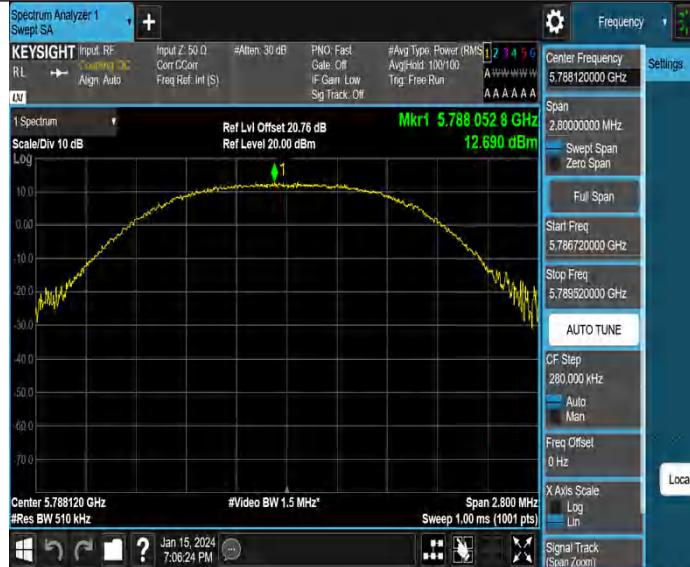 Spectrum Analyzer 1
Swept SA
Frequency
KEYSIGHT
RL
Input: RF
Coupling: DC
Align: Auto
Input Z: 50 Ω
Corr CCorr
Freq Ref: Int (S)
#Atten: 30 dB
PNO: Fast
Gate: Off
IF Gain: Low
Sig Track: Off
#Avg Type: Power (RMS
Avg|Hold: 100/100
Trig: Free Run
1 2 3 4 5 6
A W W W W W
A A A A A A
LXI
1 Spectrum
Scale/Div 10 dB
Ref Lvl Offset 20.76 dB
Ref Level 20.00 dBm
Mkr1 5.788 052 8 GHz
12.690 dBm
Log
1
10.0
0.00
-10.0
-20.0
-30.0
-40.0
-50.0
-60.0
-70.0
Center 5.788120 GHz
#Res BW 510 kHz
#Video BW 1.5 MHz*
Span 2.800 MHz
Sweep 1.00 ms (1001 pts)
?
Jan 15, 2024
7:06:24 PM
Center Frequency
5.788120000 GHz
Settings
Span
2.80000000 MHz
Swept Span
Zero Span
Full Span
Start Freq
5.786720000 GHz
Stop Freq
5.789520000 GHz
AUTO TUNE
CF Step
280.000 kHz
Auto
Man
Freq Offset
0 Hz
X Axis Scale
Log
Lin
Signal Track
(Span Zoom)
Loca